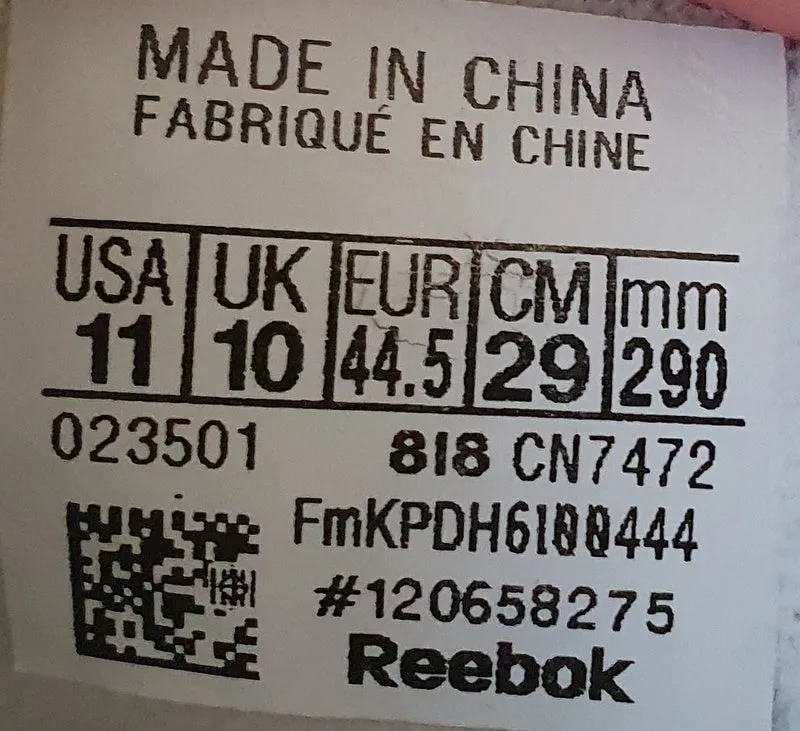 MADE IN CHINA
FABRIQUÉ EN CHINE
USA UK EUR CM mm
11 10 44.5 29 290
023501 818 CN7472
FmKPDH6100444
#120658275
Reebok